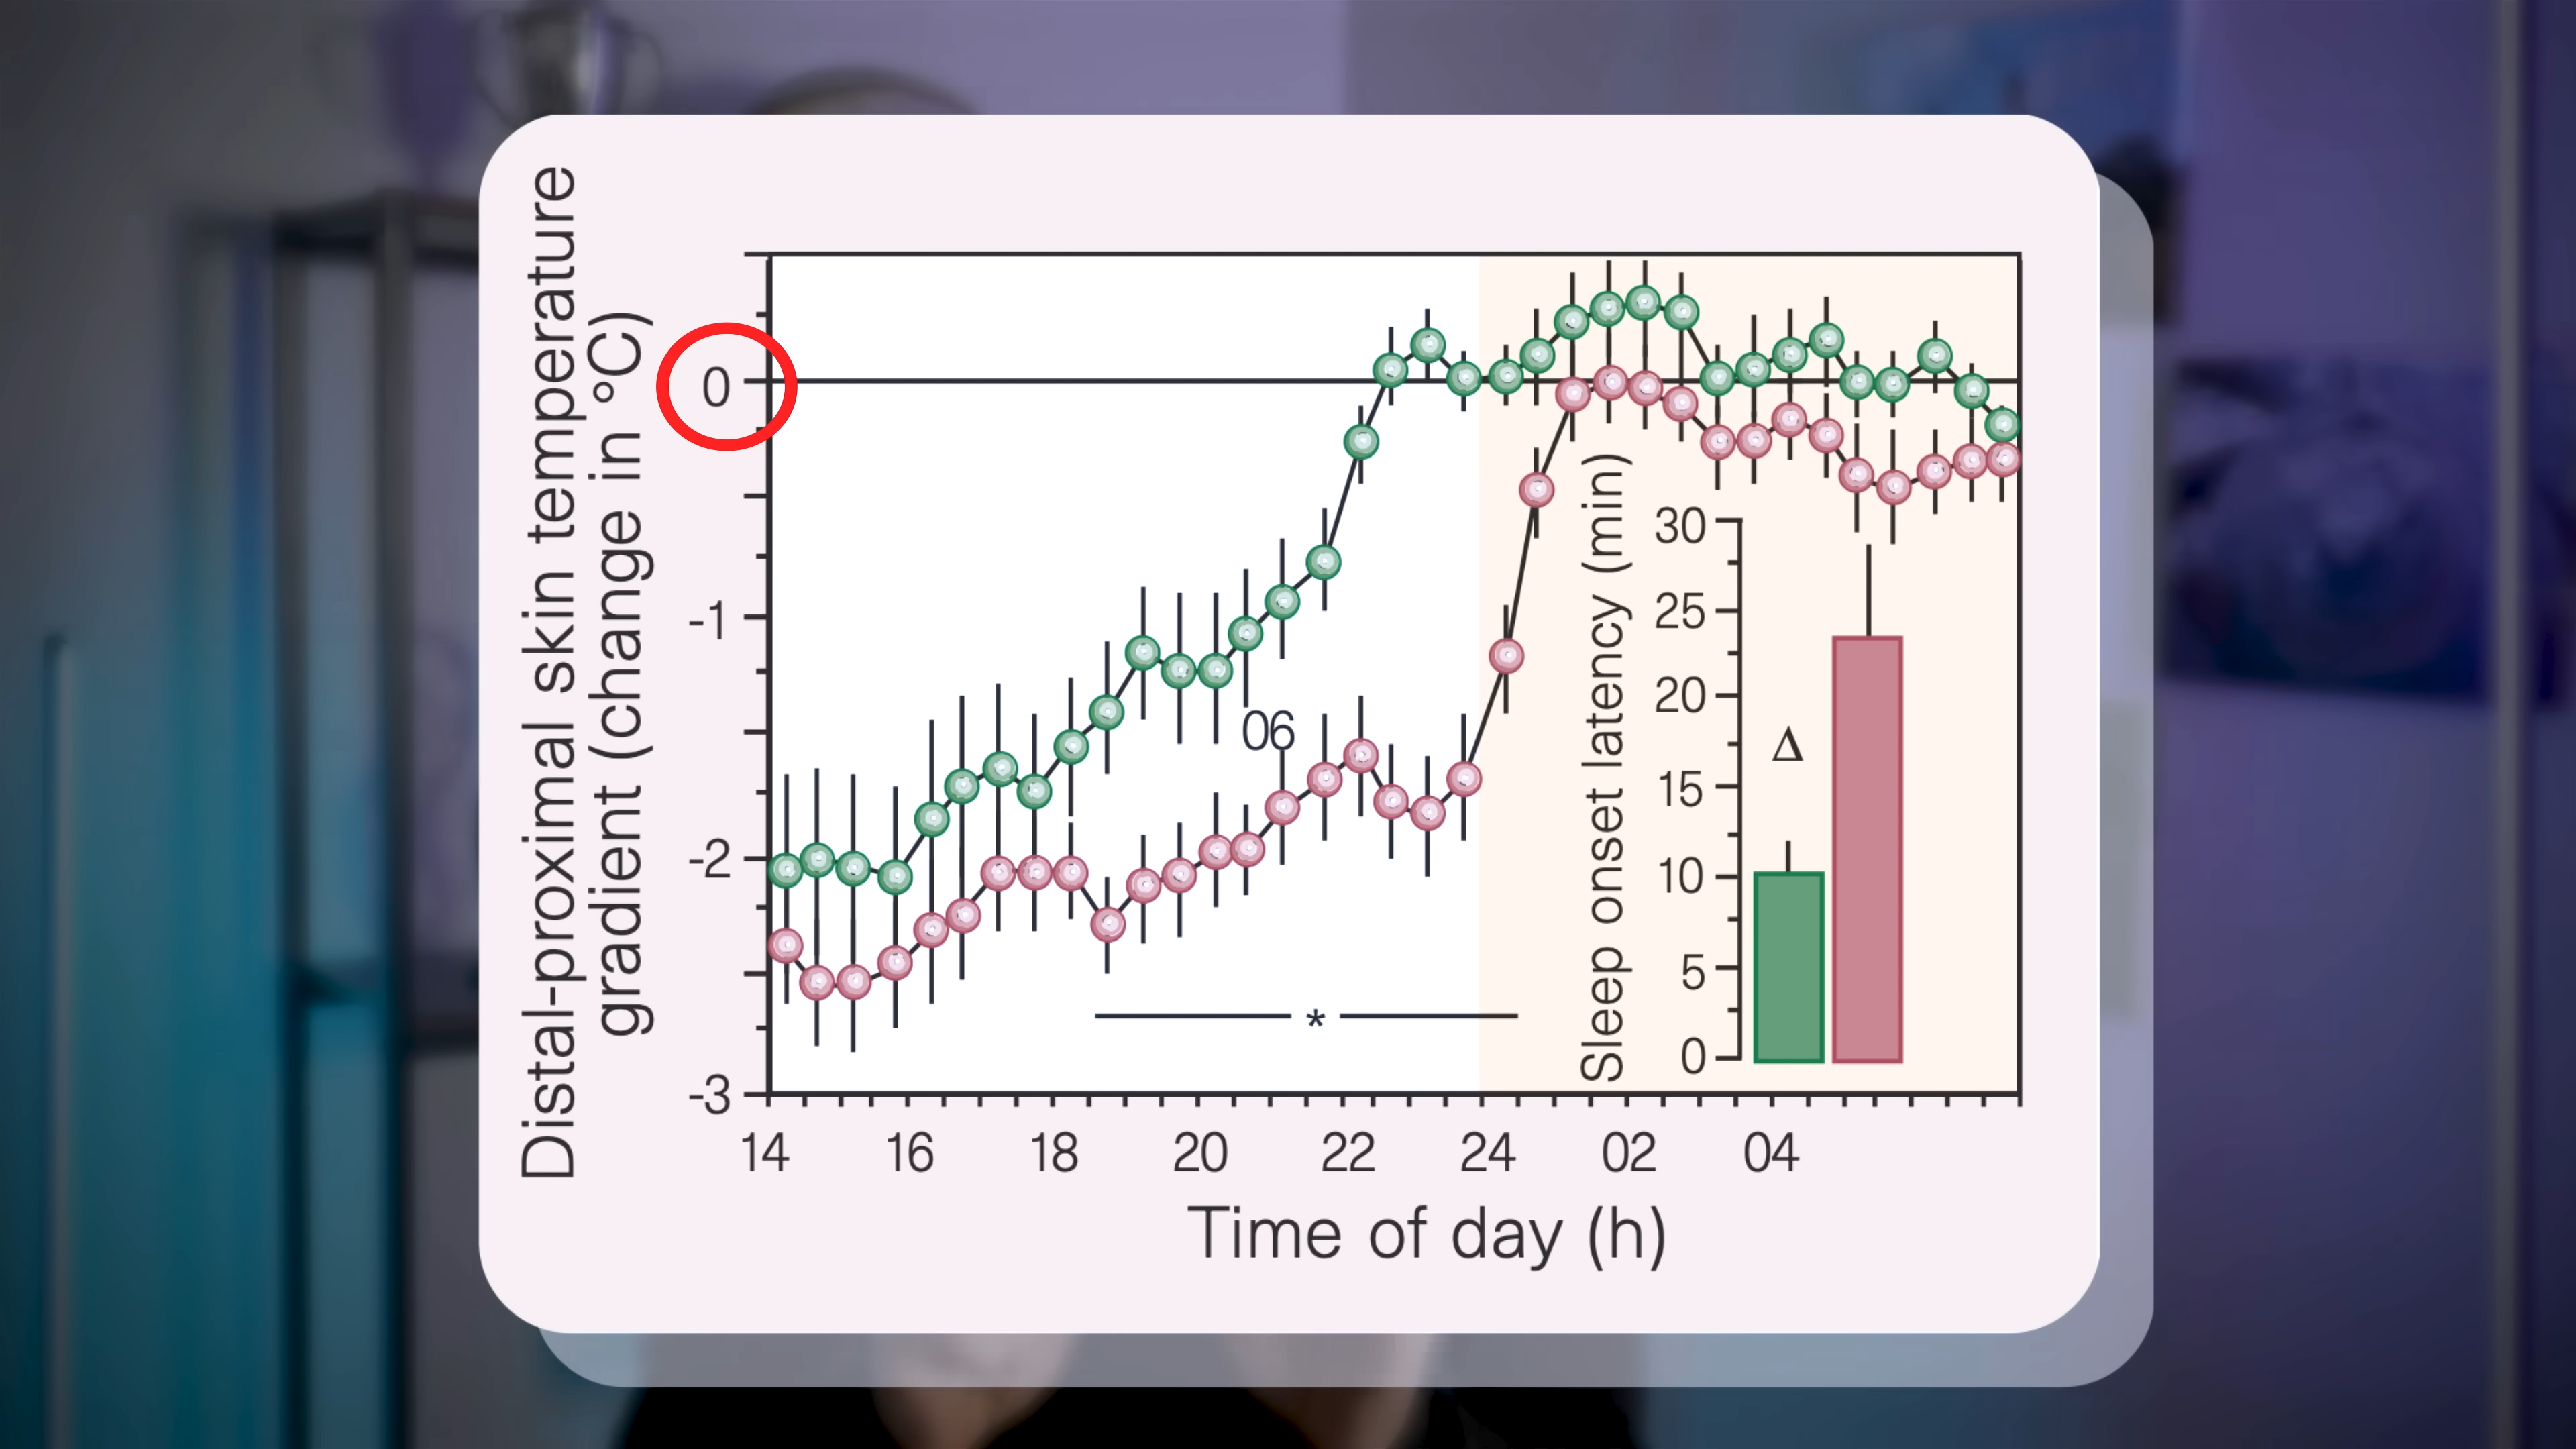 Distal-proximal skin temperature
gradient (change in °C)
0
-1
-2
-3
06
*
Sleep onset latency (min)
30
25
20
15
10
5
0
Δ
14 16 18 20 22 24 02 04
Time of day (h)